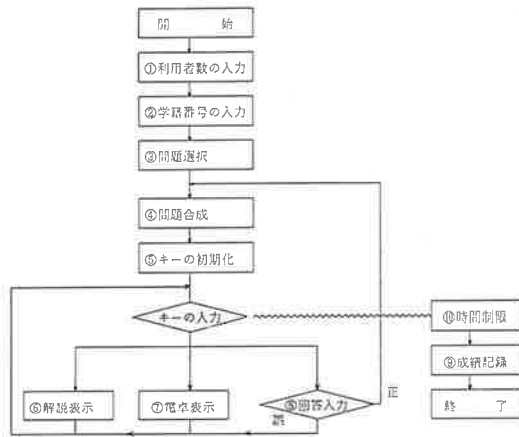 開始
①利用者数の入力
②学籍番号の入力
③問題選択
④問題合成
⑤キーの初期化
キーの入力
⑩時間制限
⑨成績記録
正
⑥解説表示
⑦電卓表示
⑧回答入力
終了
誤